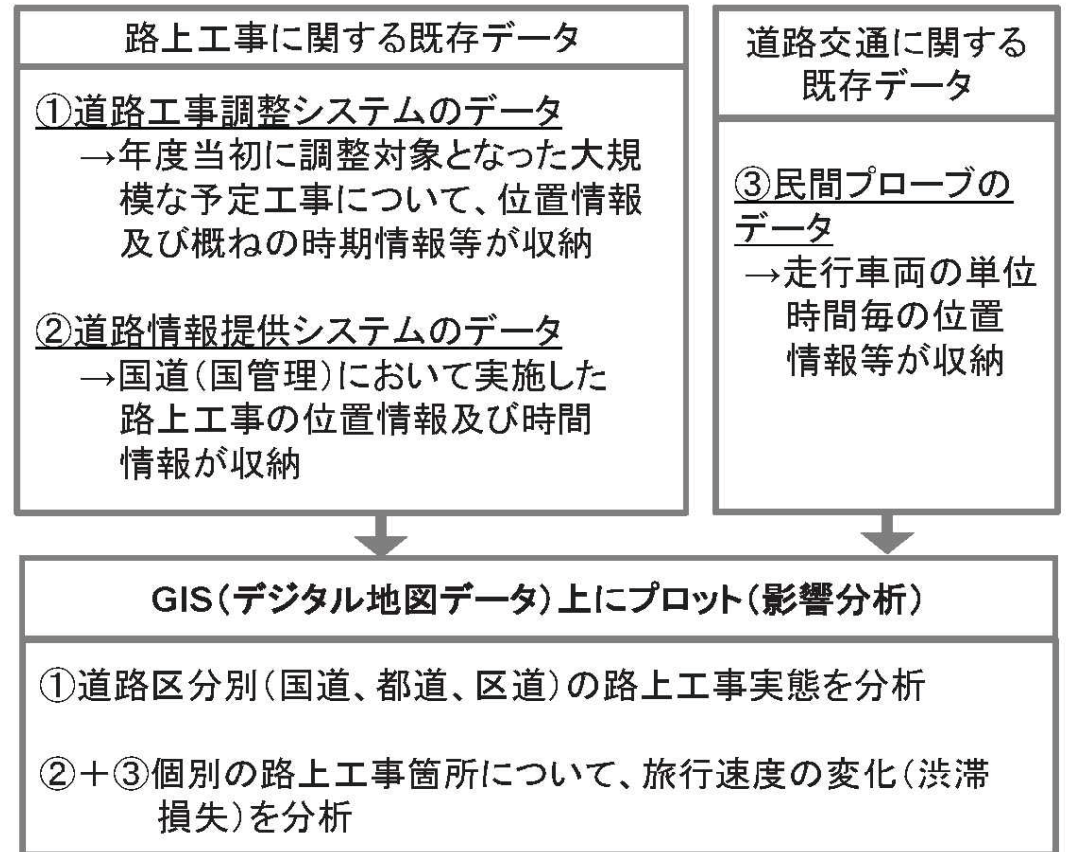 路上工事に関する既存データ
①道路工事調整システムのデータ
→年度当初に調整対象となった大規
模な予定工事について、位置情報
及び概ねの時期情報等が収納
②道路情報提供システムのデータ
→国道(国管理)において実施した
路上工事の位置情報及び時間
情報が収納
道路交通に関する
既存データ
③民間プローブの
データ
→走行車両の単位
時間毎の位置
情報等が収納
GIS(デジタル地図データ)上にプロット(影響分析)
①道路区分別(国道、都道、区道)の路上工事実態を分析
②＋③個別の路上工事箇所について、旅行速度の変化(渋滞
損失)を分析